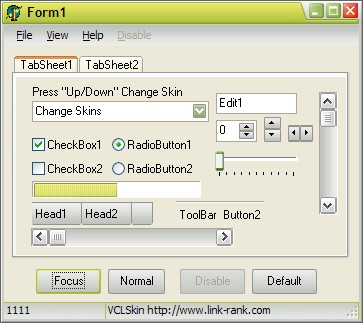 Form1
File View Help Disable
TabSheet1 TabSheet2
Press "Up/Down" Change Skin
Change Skins
Edit1
0
CheckBox1 RadioButton1
CheckBox2 RadioButton2
Head1 Head2
ToolBar Button2
Focus Normal Disable Default
1111 VCLSkin http://www.link-rank.com